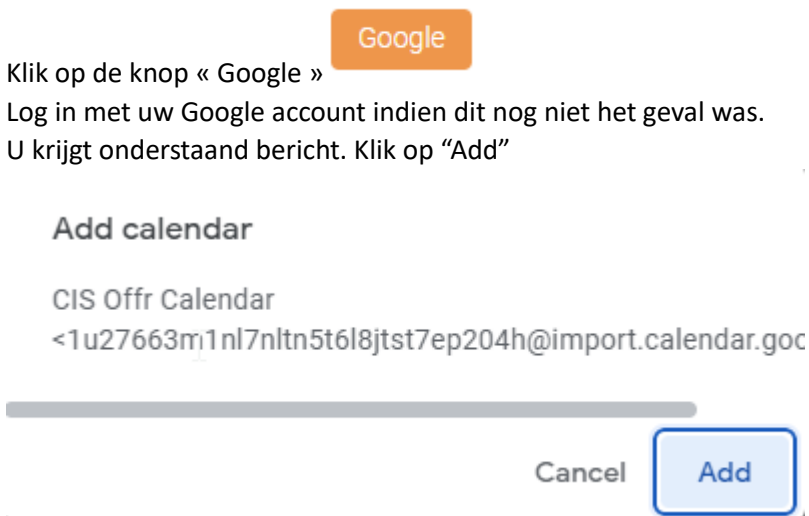 Google
Klik op de knop « Google »
Log in met uw Google account indien dit nog niet het geval was.
U krijgt onderstaand bericht. Klik op “Add”
Add calendar
CIS Offr Calendar
<1u27663m1nl7nltn5t6l8jtst7ep204h@import.calendar.goo
Cancel
Add